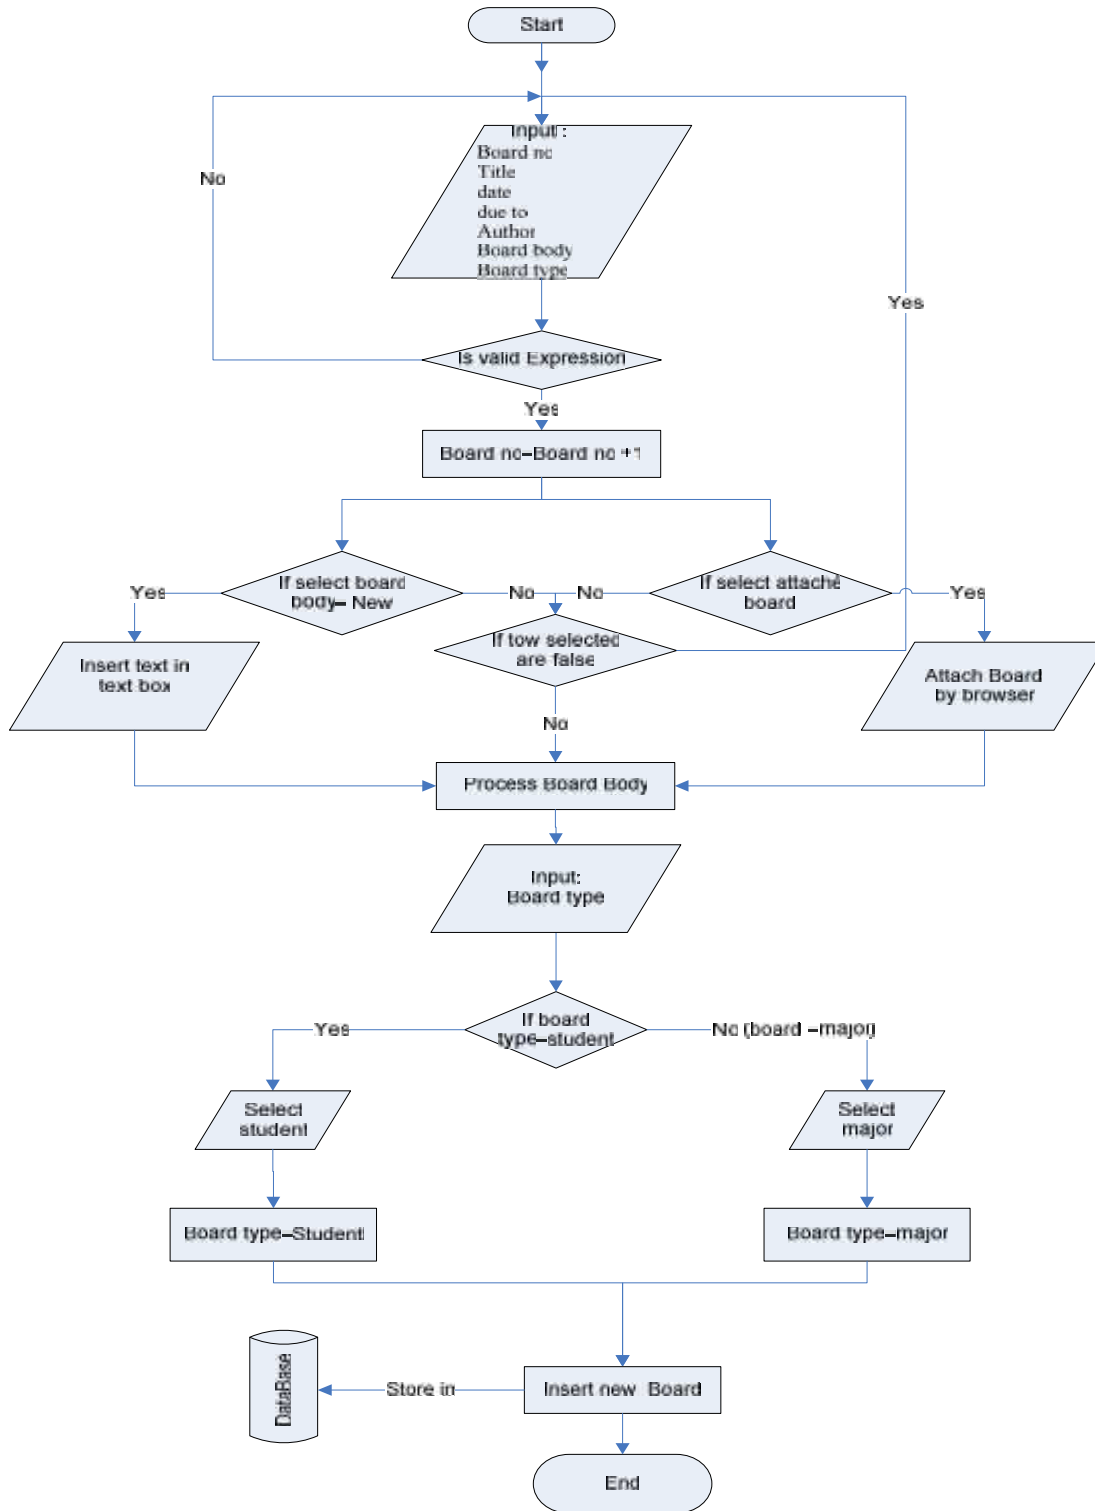 Start
Input :
Board no
Title
date
due to
Author
Board body
Board type
No
Yes
Is valid Expression
Yes
Board no=Board no +1
If select board
body= New
If select attaché
board
Yes
No
No
Yes
If tow selected
are false
Insert text in
text box
Attach Board
by browser
No
Process Board Body
Input:
Board type
If board
type=student
Yes
No (board =major)
Select
student
Select
major
Board type=Student
Board type=major
DataBase
Store in
Insert new Board
End